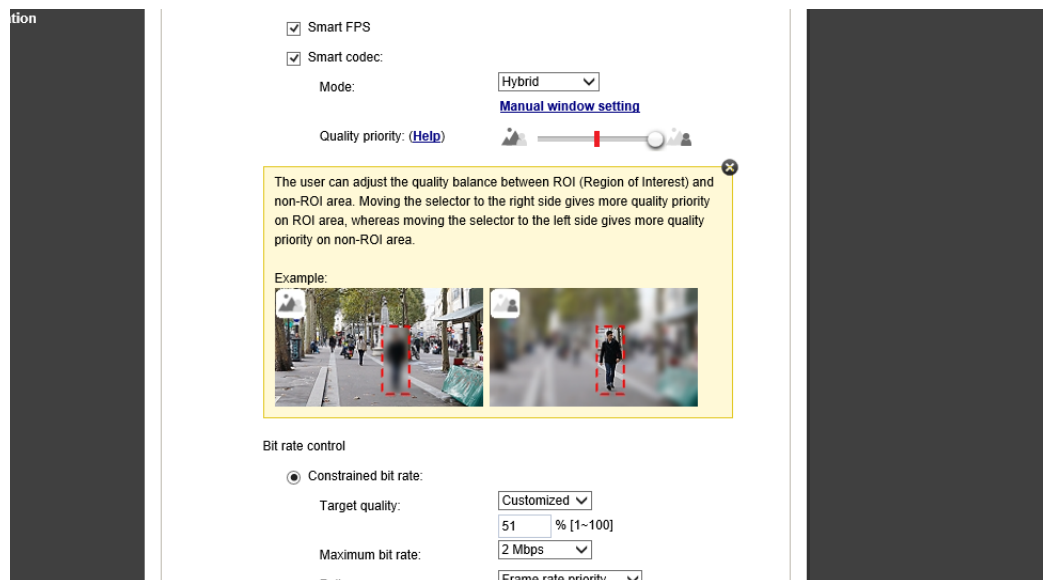 tion
Smart FPS
Smart codec:
Mode:
Hybrid
Manual window setting
Quality priority: (Help)
The user can adjust the quality balance between ROI (Region of Interest) and
non-ROI area. Moving the selector to the right side gives more quality priority
on ROI area, whereas moving the selector to the left side gives more quality
priority on non-ROI area.
Example:
Bit rate control
Constrained bit rate:
Target quality:
Customized
51
% [1~100]
Maximum bit rate:
2 Mbps
Frame rate priority